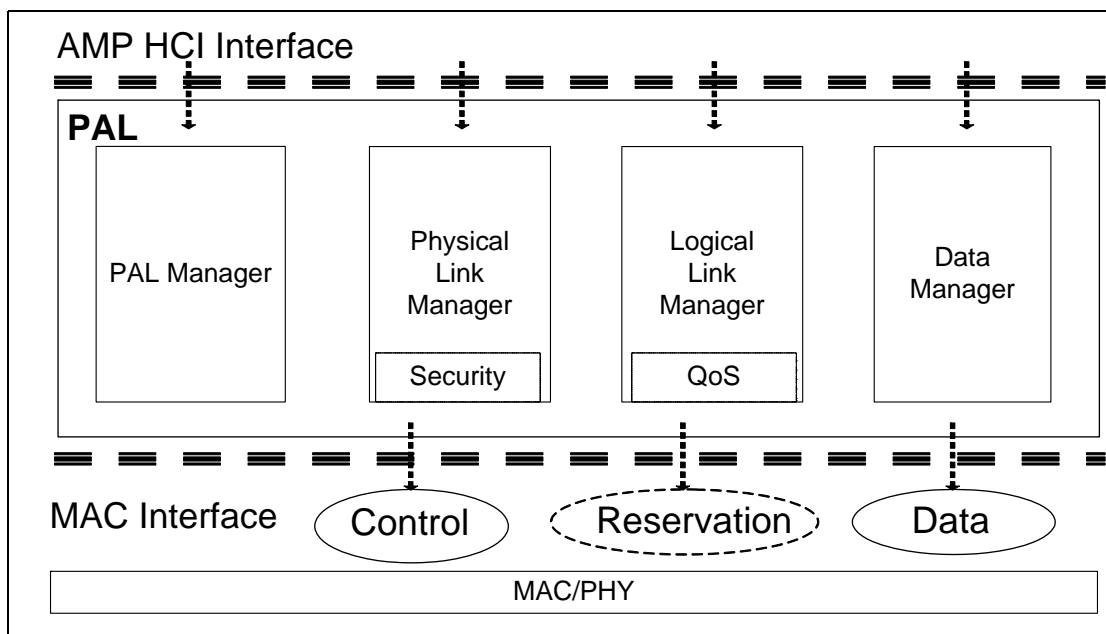 AMP HCI Interface
PAL
PAL Manager
Physical
Link
Manager
Security
Logical
Link
Manager
QoS
Data
Manager
MAC Interface
Control
Reservation
Data
MAC/PHY